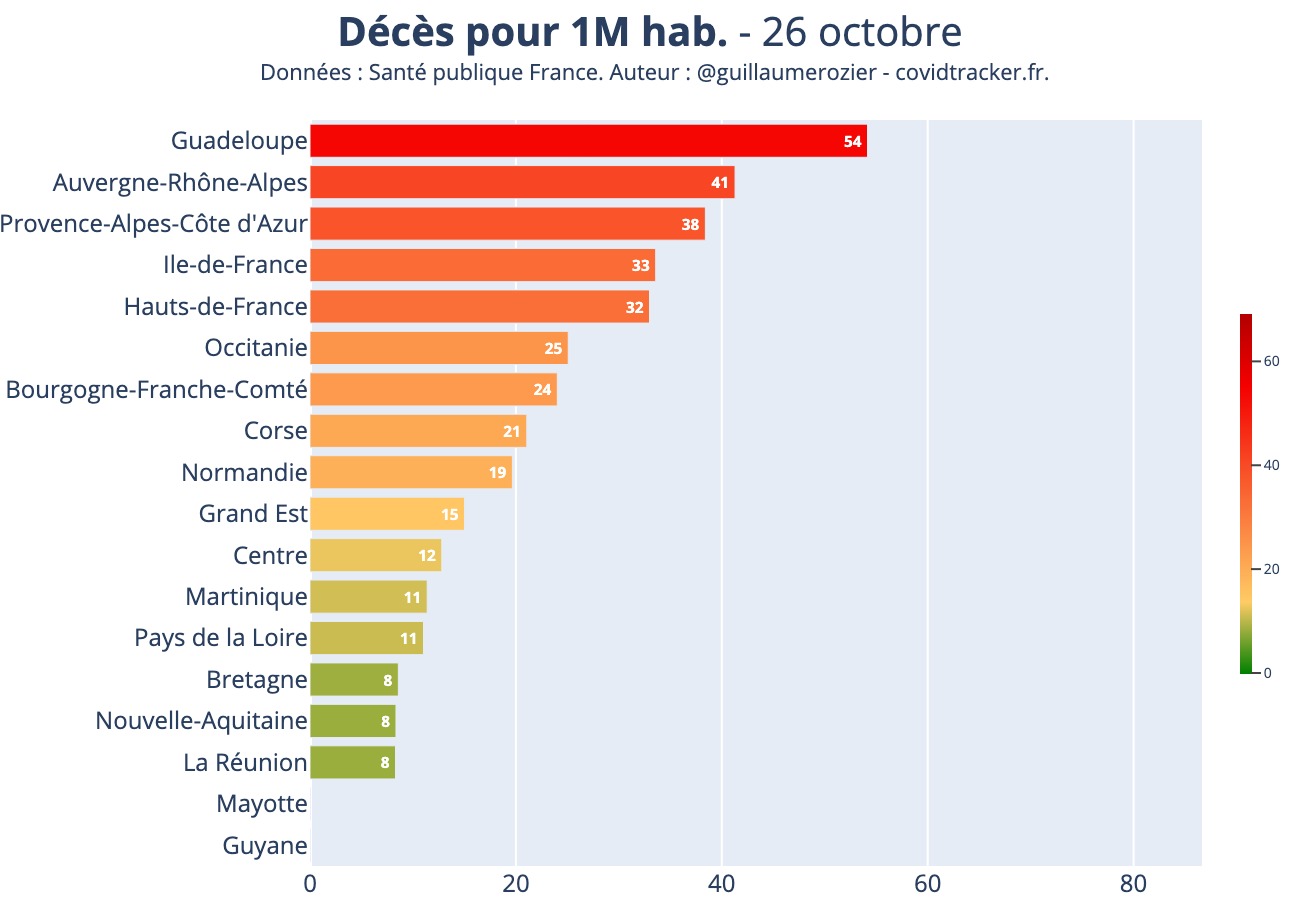 Décès pour 1M hab. - 26 octobre
Données : Santé publique France. Auteur : @guillaumerozier - covidtracker.fr.
Guadeloupe 54
Auvergne-Rhône-Alpes 41
Provence-Alpes-Côte d'Azur 38
Ile-de-France 33
Hauts-de-France 32
Occitanie 25
Bourgogne-Franche-Comté 24
Corse 21
Normandie 19
Grand Est 15
Centre 12
Martinique 11
Pays de la Loire 11
Bretagne 8
Nouvelle-Aquitaine 8
La Réunion 8
Mayotte
Guyane
0 20 40 60 80
60
40
20
0